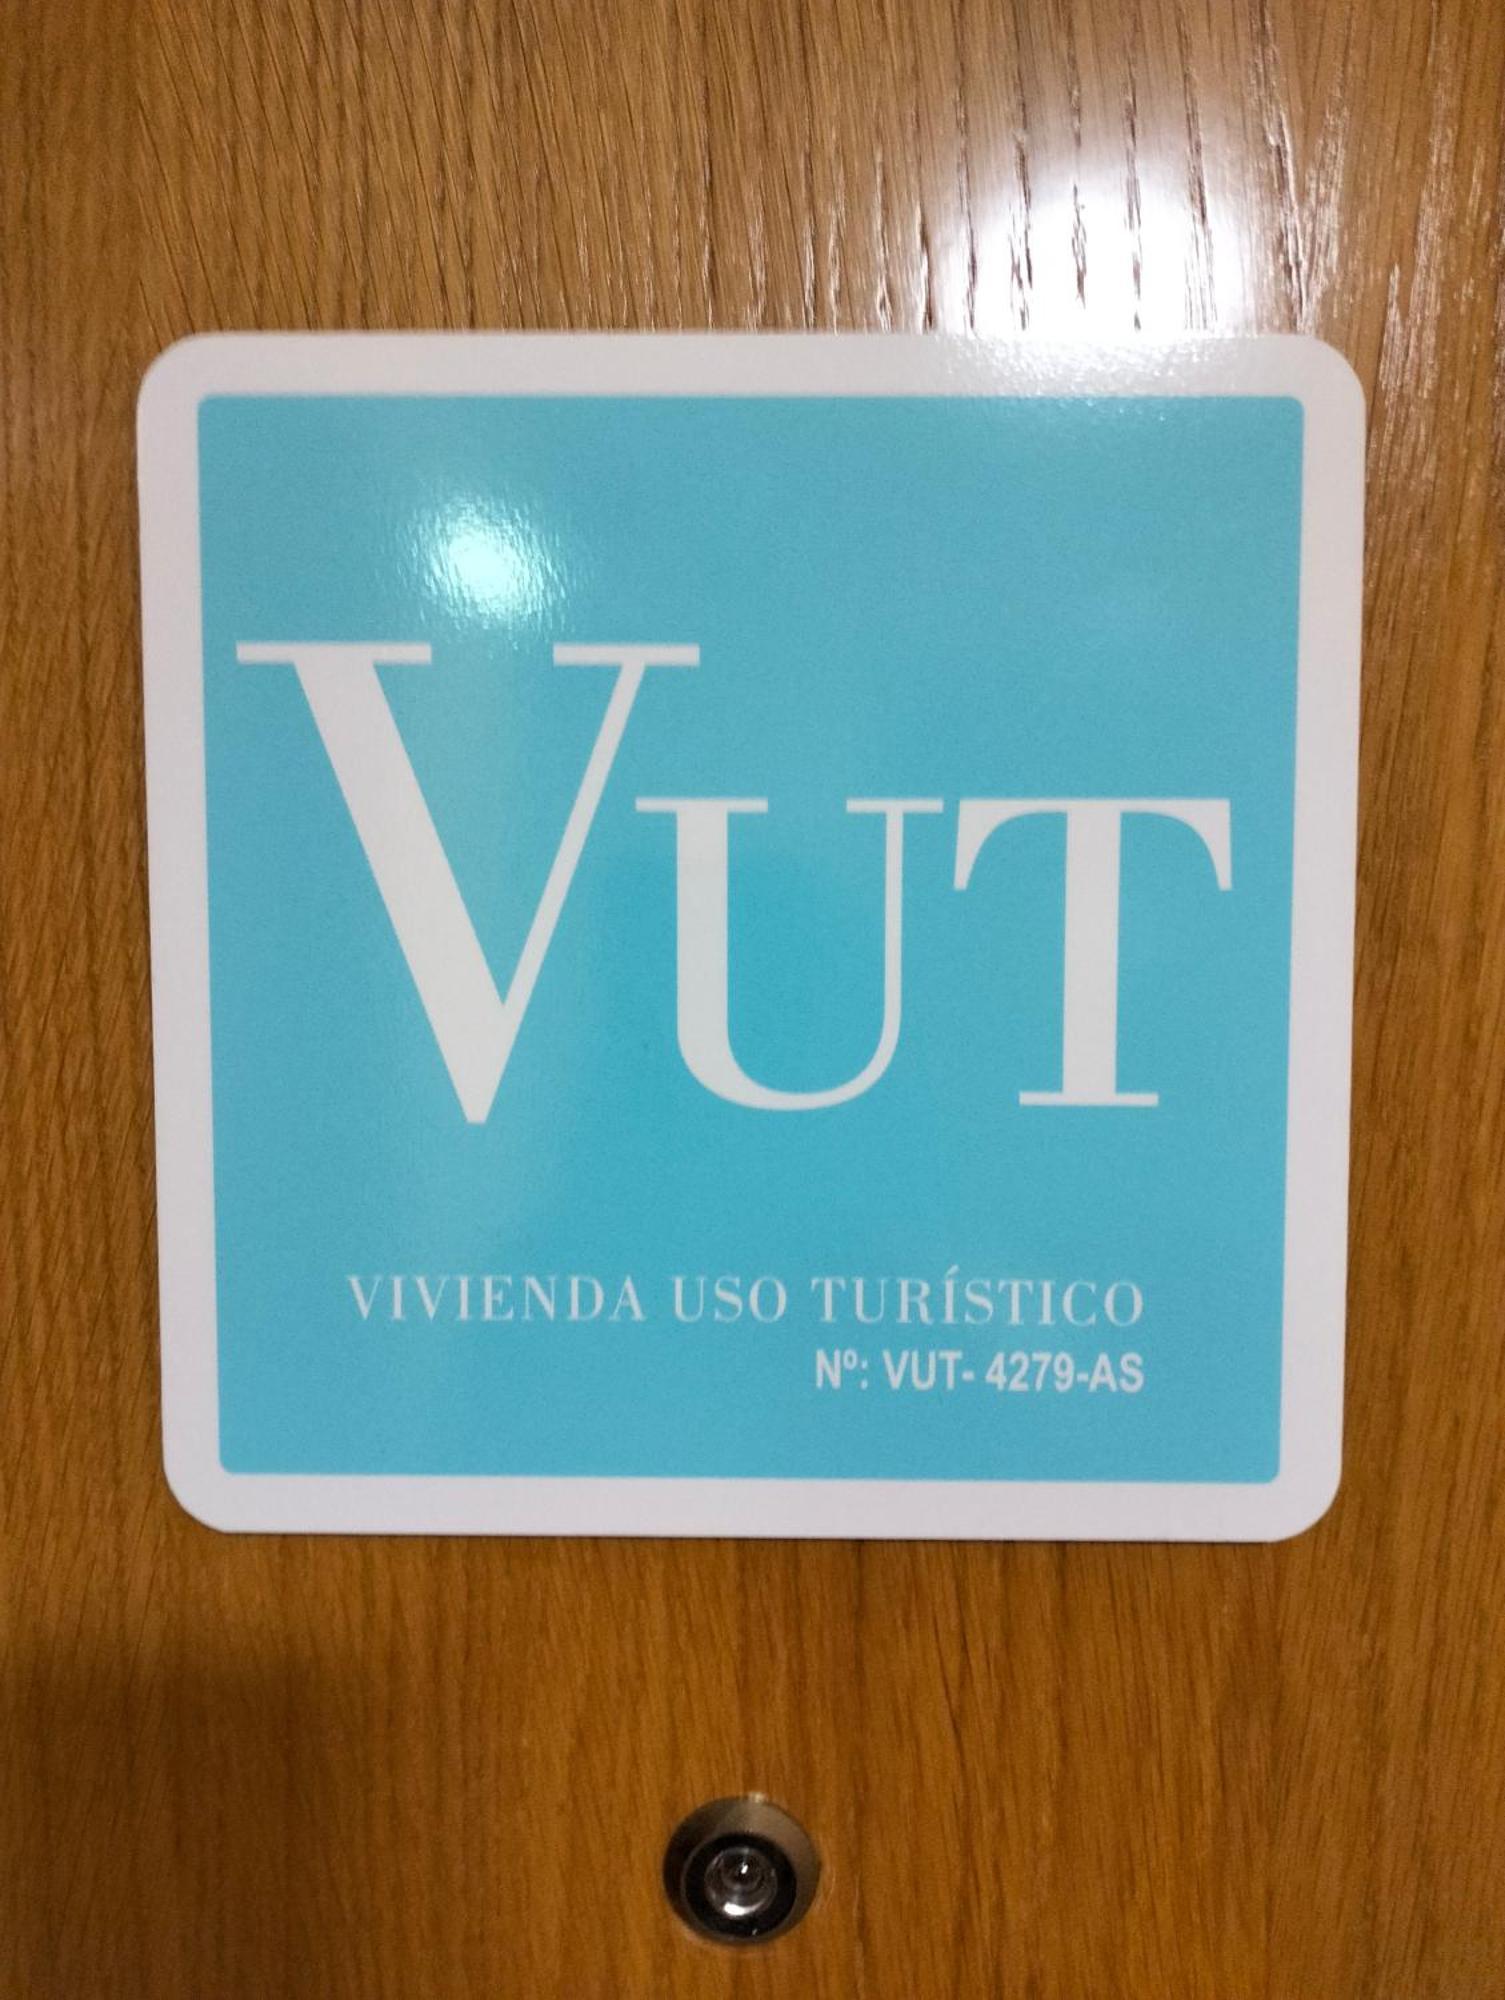 VUT
VIVIENDA USO TURÍSTICO
Nº: VUT- 4279-AS